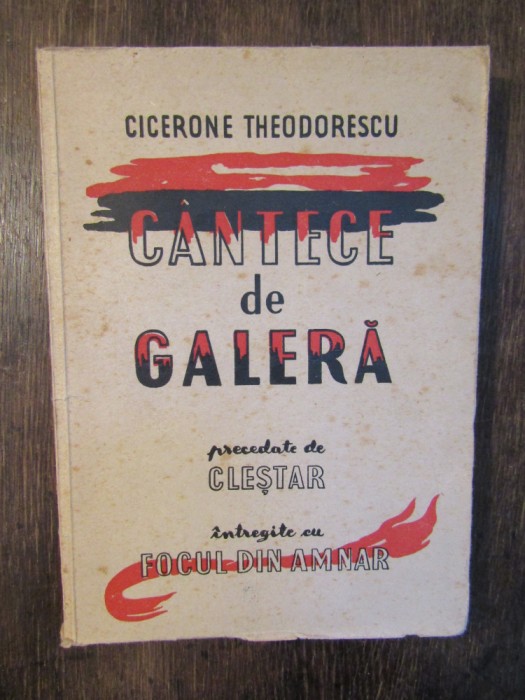 CICERONE THEODORESCU
CÂNTECE
de
GALERĂ
precedate de
CLEȘTAR
întregite cu
FOCUL DIN AMNAR